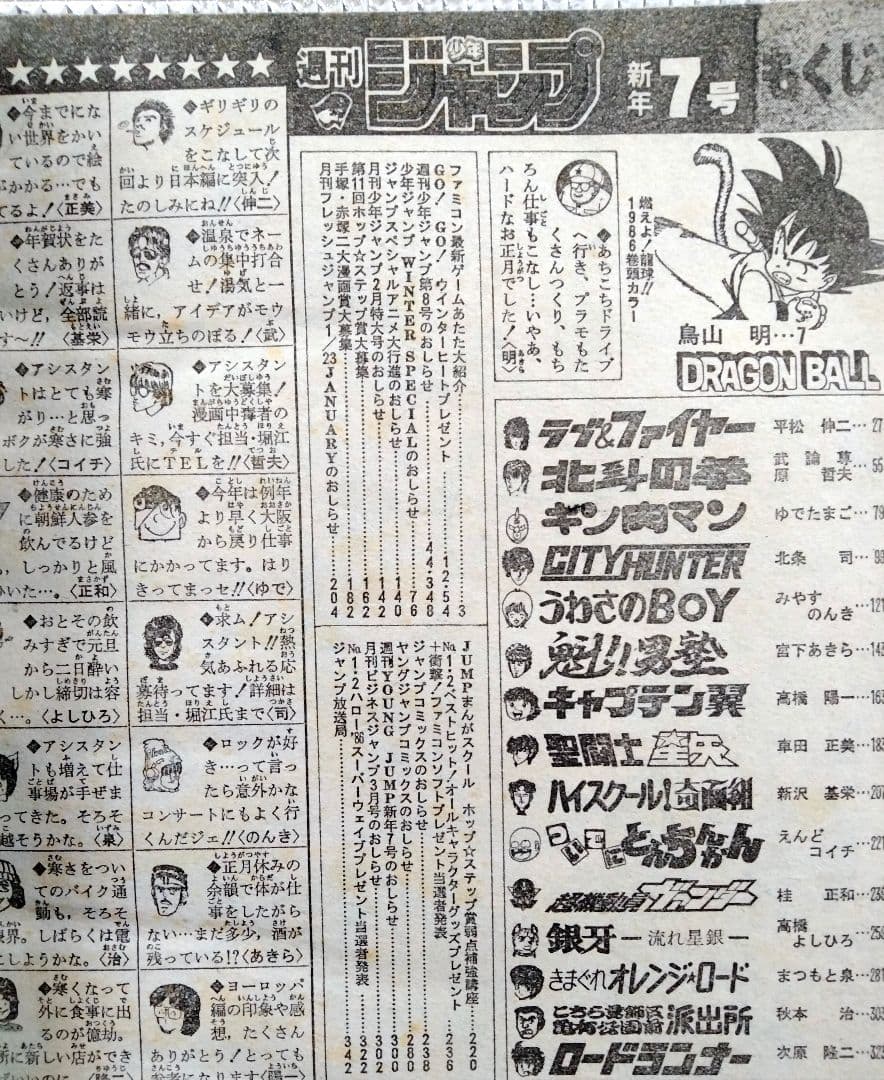 週刊
少年
ジャンプ
新年
7号
もくじ
燃えよ!龍球!!
1986巻頭カラー
鳥山 明…7
DRAGON BALL
あちこちドライブ
へ行き、プラモもた
くさんつくり、もち
ろん仕事もこなし…いやぁ、
ハードなお正月でした!〈明〉
ラブ&ファイヤー 平松 伸二…27
北斗の拳 武論尊 原 哲夫…55
キン肉マン ゆでたまご…79
CITY HUNTER 北条 司…99
うわさのBOY みやすのんき…121
魁!!男塾 宮下あきら…143
キャプテン翼 高橋 陽一…163
聖闘士星矢 車田 正美…183
ハイスクール!奇面組 新沢 基栄…207
ついでにとんちんかん えんどコイチ…221
超機動員ヴァンダー 桂 正和…239
銀牙―流れ星銀― 高橋よしひろ…259
きまぐれオレンジ★ロード まつもと泉…281
こちら葛飾区亀有公園前派出所 秋本 治…303
ロードランナー 次原 隆二…323
ファミコン最新ゲームあたた大紹介…3
GO!GO!ウインターヒートプレゼント…12・54
週刊少年ジャンプ第8号のおしらせ…44・348
少年ジャンプ WINTER SPECIALのおしらせ…76
ジャンプスペシャルアニメ大行進のおしらせ…140
月刊少年ジャンプ2月特大号のおしらせ…142
第11回ホップ☆ステップ賞大募集…162
手塚・赤塚二大漫画賞大募集…182
月刊フレッシュジャンプ1/23JANUARYのおしらせ…204
JUMPまんがスクール ホップ☆ステップ賞弱点補強講座…220
No.1・2ベストヒット!オールキャラクターグッズプレゼント
+衝撃!ファミコンソフトプレゼント当選者発表…236
ジャンプコミックスのおしらせ…238
ヤングジャンプコミックスのおしらせ…280
週刊YOUNG JUMP新年7号のおしらせ…300
月刊ビジネスジャンプ3月号のおしらせ…302
No.1・2ハロー'86スーパーウェイブプレゼント当選者発表…322
ジャンプ放送局…342
ギリギリの
スケジュール
をこなして次
回より日本編に突入!
たのしみにね!!〈伸二〉
温泉でネー
ムの集中打合
せ!湯気と一
緒に、アイデアがモウ
モウ立ちのぼる!〈武〉
アシスタン
トを大募集!
漫画中毒者の
キミ,今すぐ担当・堀江
氏にTELを!!〈哲夫〉
今年は例年
より早く大阪
から戻り仕事
にかかってます。はり
きってまっセ!!〈ゆで〉
求ム!アシ
スタント!!熱
気あふれる応
募待ってます!詳細は
担当・堀江氏まで〈司〉
ロックが好
き…って言っ
たら意外かな
コンサートにもよく行
くんだジェ!!〈のんき〉
正月休みの
余韻で体が仕
事をしたがら
ない…まだ多少,酒が
残っている!?〈あきら〉
ヨーロッパ
編の印象や感
想,たくさん
ありがとう!とっても
参考になります〈陽一〉
今までにな
い世界をかい
ているので絵
がかかる…でも
てるよ!〈正美〉
年賀状をた
くさんありが
とう!返事は
いけど,全部読
す〜!!〈基栄〉
アシスタン
トはとても寒
がり…と思っ
ボクが寒さに強
した!〈コイチ〉
健康のため
に朝鮮人参を
飲んでるけど
,しっかりと風
いた…。〈正和〉
おとその飲
みすぎで元旦
から二日酔い
しかし締切は容
く…。〈よしひろ〉
アシスタン
トも増えて仕
事場が手ぜま
ってきた。そろそ
越そうかな。〈泉〉
寒さをつい
てのバイク通
勤も,そろそ
限界。しばらくは電
にしようかな。〈治〉
寒くなって
外に食事に出
るのが億劫。
所に新しい店ができ